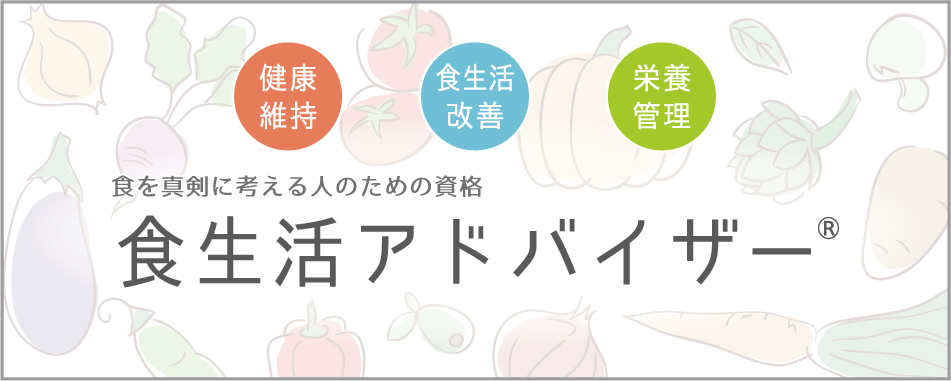 健康
維持
食生活
改善
栄養
管理
食を真剣に考える人のための資格
食生活アドバイザー®